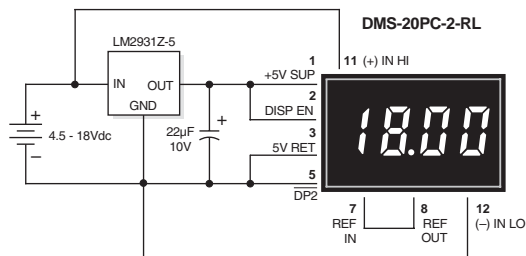 DMS-20PC-2-RL
LM2931Z-5
IN
OUT
GND
+
4.5 - 18Vdc
–
22µF
10V
+
1
+5V SUP
2
DISP EN
3
5V RET
5
DP2
11 (+) IN HI
18.00
7
REF
IN
8
REF
OUT
12
(–) IN LO